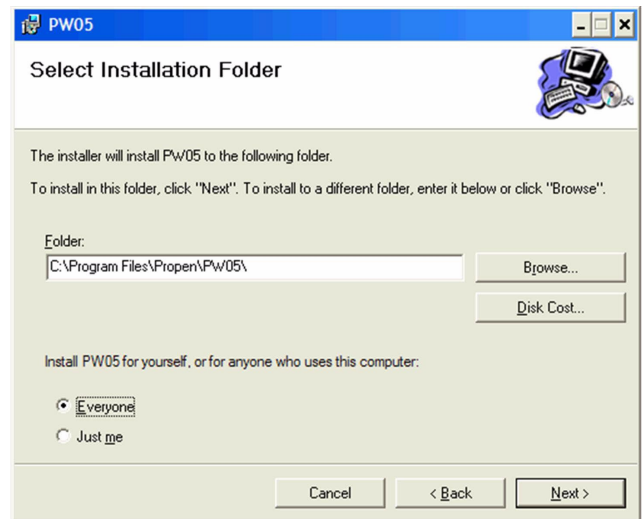 PW05
Select Installation Folder
The installer will install PW05 to the following folder.
To install in this folder, click "Next". To install to a different folder, enter it below or click "Browse".
Folder:
C:\Program Files\Propen\PW05\
Browse...
Disk Cost...
Install PW05 for yourself, or for anyone who uses this computer:
Everyone
Just me
Cancel
< Back
Next >